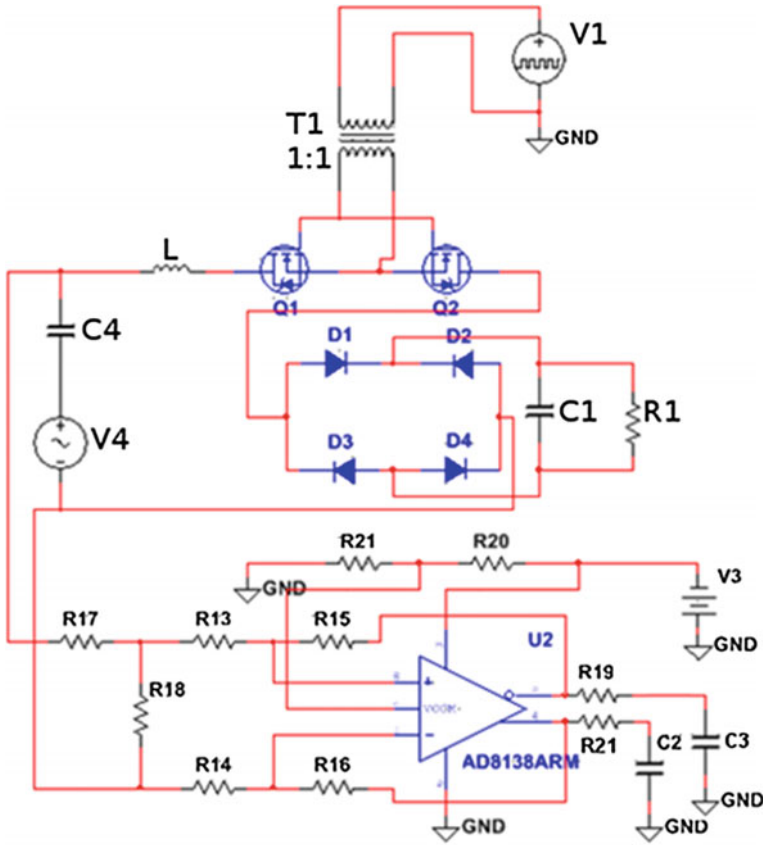 V1
GND
T1
1:1
L
Q1
Q2
C4
V4
D1
D2
D3
D4
C1
R1
R21
R20
V3
GND
GND
R17
R13
R15
U2
R18
R19
R21
C2
C3
R14
R16
AD8138ARM
GND
GND
GND